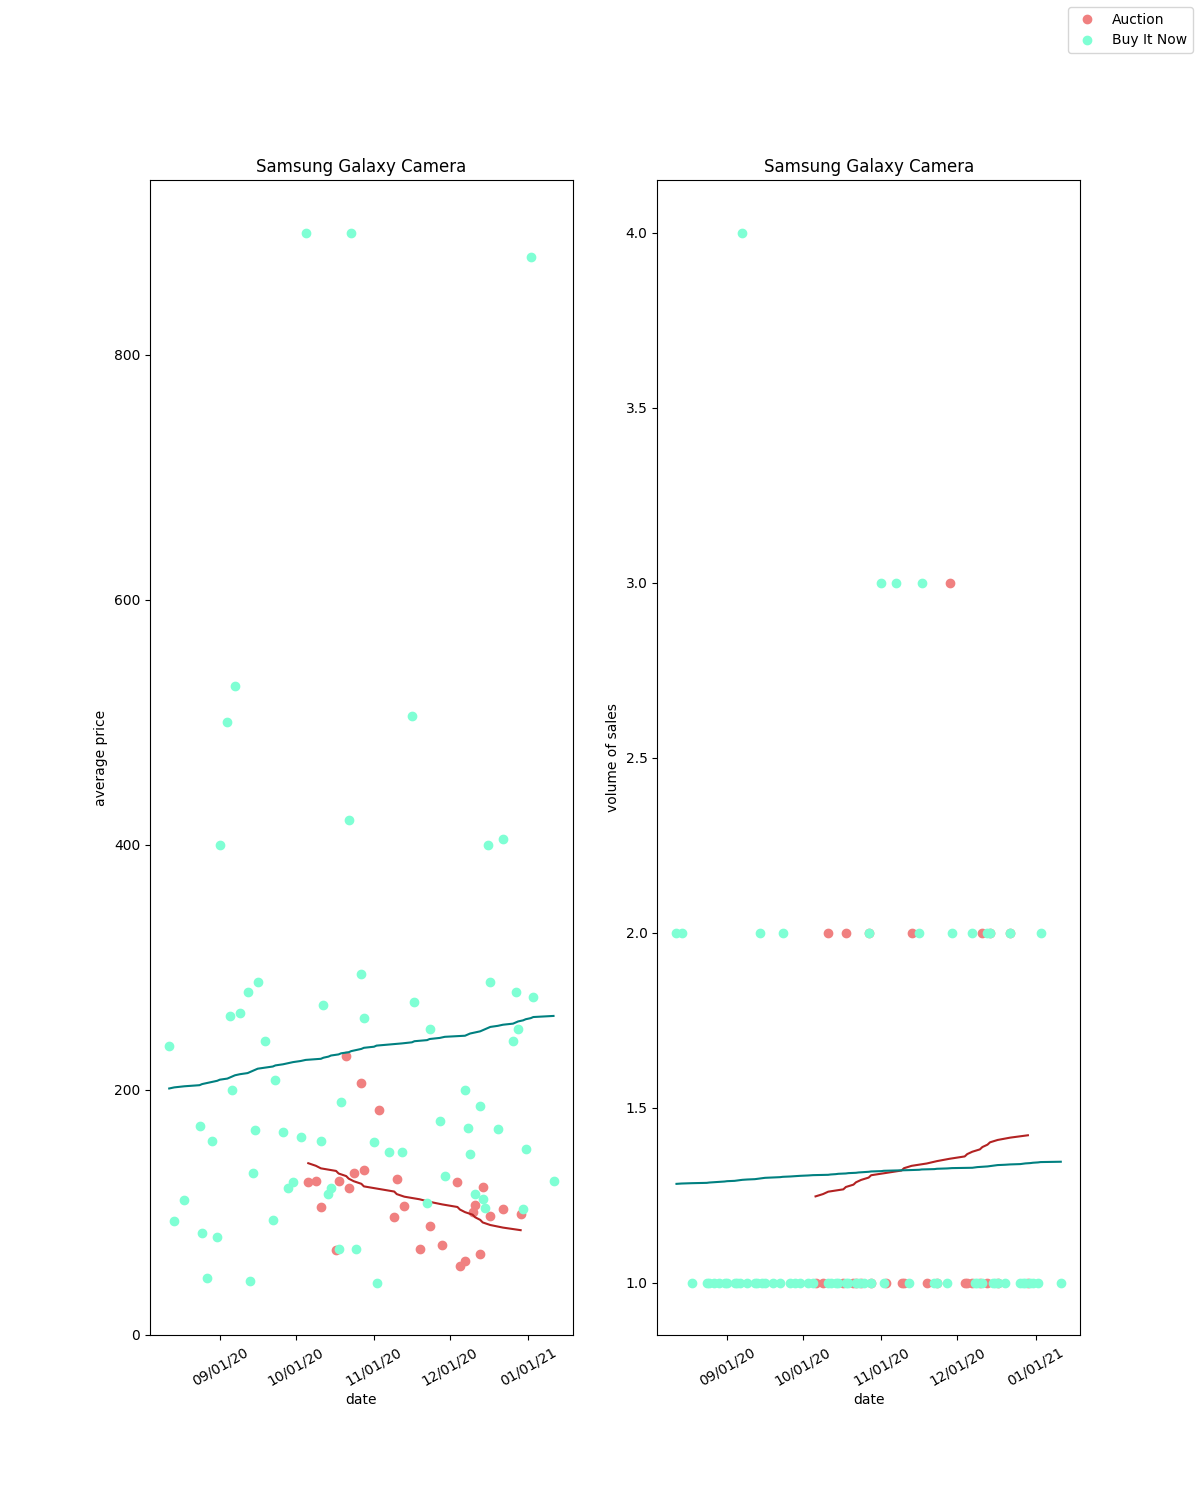 Auction
Buy It Now
Samsung Galaxy Camera
Samsung Galaxy Camera
average price
800
600
400
200
0
09/01/20
10/01/20
11/01/20
12/01/20
01/01/21
date
volume of sales
4.0
3.5
3.0
2.5
2.0
1.5
1.0
09/01/20
10/01/20
11/01/20
12/01/20
01/01/21
date